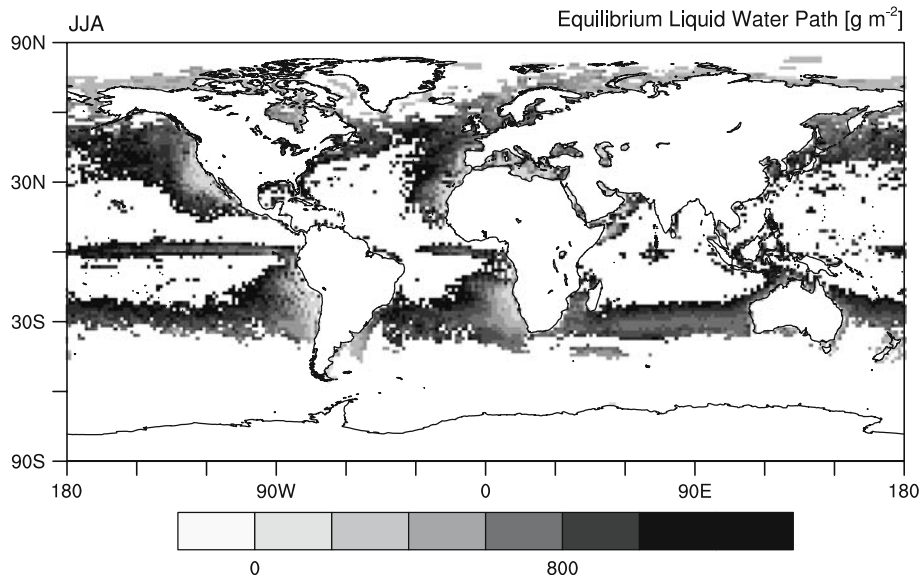 JJA
Equilibrium Liquid Water Path [g m⁻²]
90N
30N
30S
90S
180 90W 0 90E 180
0 800